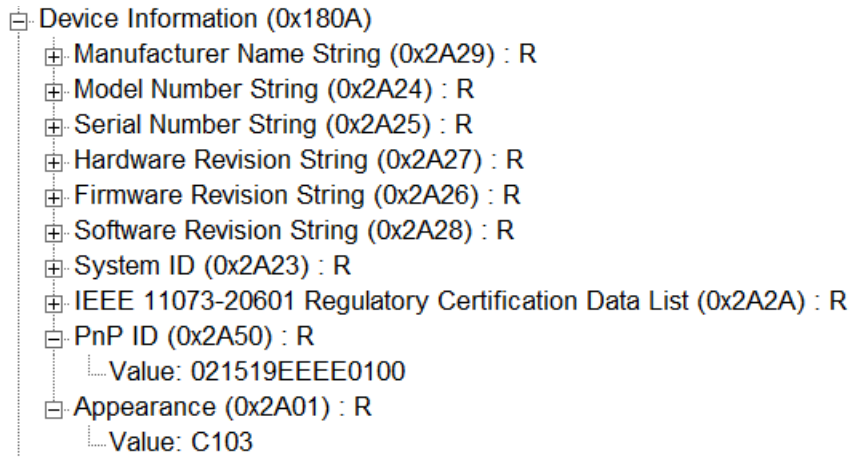 Device Information (0x180A)
Manufacturer Name String (0x2A29) : R
Model Number String (0x2A24) : R
Serial Number String (0x2A25) : R
Hardware Revision String (0x2A27) : R
Firmware Revision String (0x2A26) : R
Software Revision String (0x2A28) : R
System ID (0x2A23) : R
IEEE 11073-20601 Regulatory Certification Data List (0x2A2A) : R
PnP ID (0x2A50) : R
Value: 021519EEEE0100
Appearance (0x2A01) : R
Value: C103